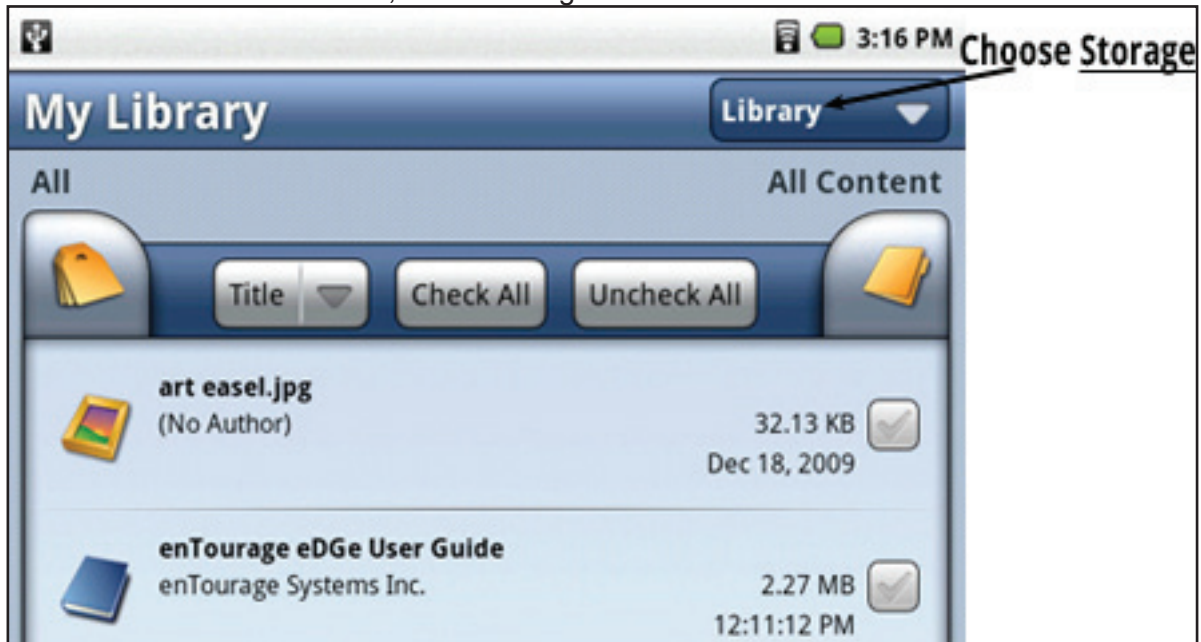 3:16 PM
Choose Storage
My Library
Library
All
All Content
Title
Check All
Uncheck All
art easel.jpg
(No Author)
32.13 KB
Dec 18, 2009
enTourage eDGe User Guide
enTourage Systems Inc.
2.27 MB
12:11:12 PM